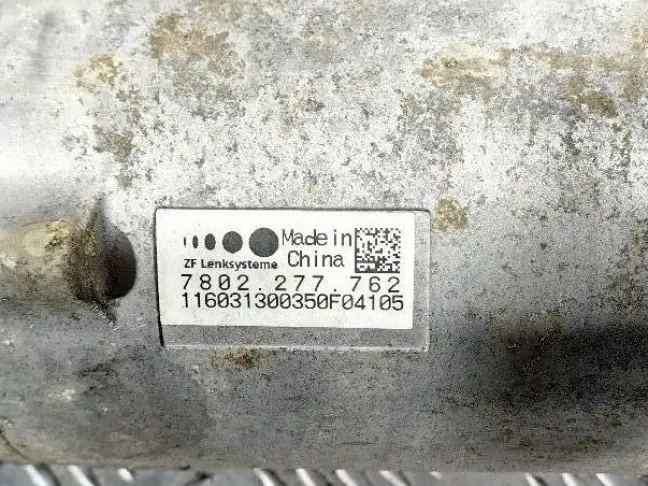 Made in
China
ZF Lenksysteme
7802.277.762
116031300350F04105